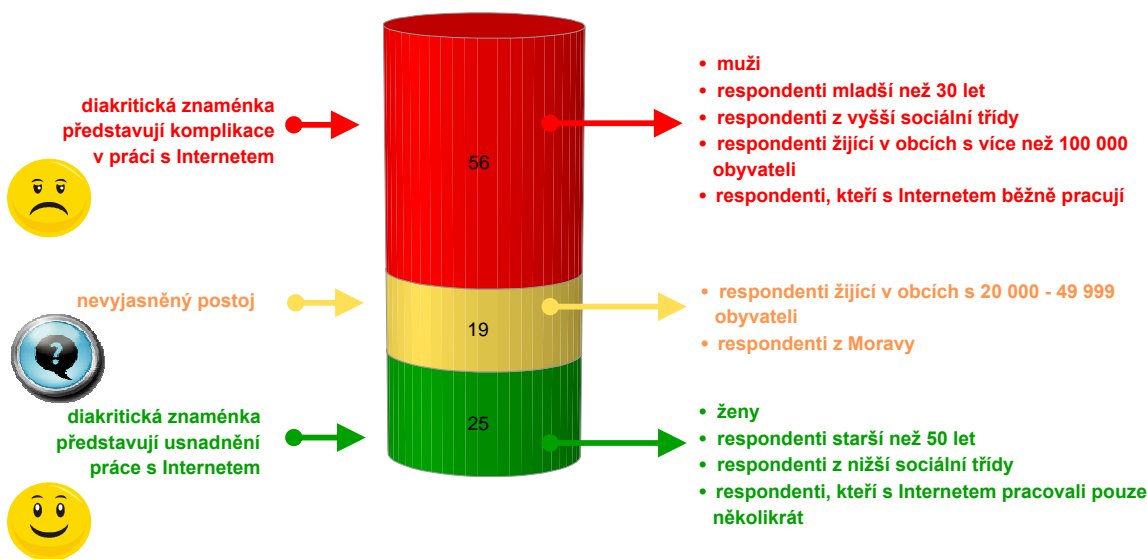 diakritická znaménka
představují komplikace
v práci s Internetem
56
• muži
• respondenti mladší než 30 let
• respondenti z vyšší sociální třídy
• respondenti žijící v obcích s více než 100 000
obyvateli
• respondenti, kteří s Internetem běžně pracují
nevyjasněný postoj
19
• respondenti žijící v obcích s 20 000 - 49 999
obyvateli
• respondenti z Moravy
?
diakritická znaménka
představují usnadnění
práce s Internetem
25
• ženy
• respondenti starší než 50 let
• respondenti z nižší sociální třídy
• respondenti, kteří s Internetem pracovali pouze
několikrát